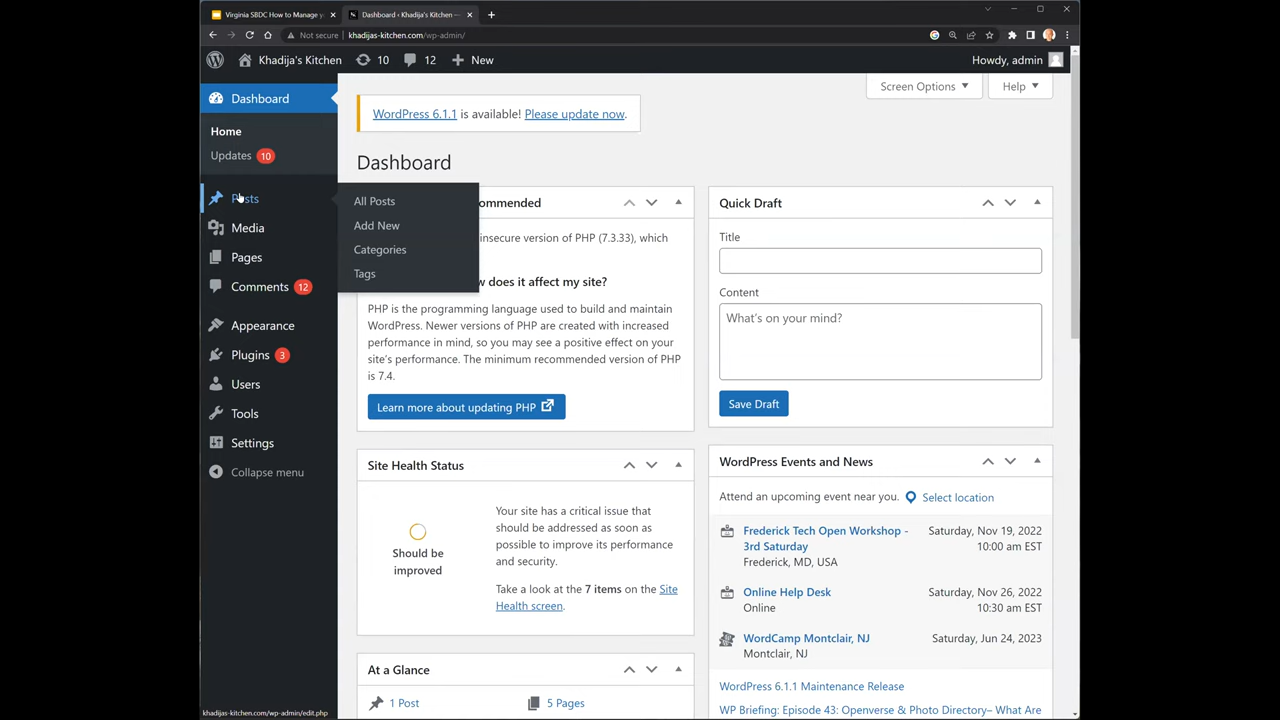 Virginia SBDC How to Manage y
Dashboard ‹ Khadija's Kitchen —
Not secure
khadijas-kitchen.com/wp-admin/
Khadija's Kitchen
10
12
New
Howdy, admin
Dashboard
Home
Updates 10
Posts
Media
Pages
Comments 12
Appearance
Plugins 3
Users
Tools
Settings
Collapse menu
All Posts
Add New
Categories
Tags
Screen Options
Help
WordPress 6.1.1 is available! Please update now.
Dashboard
commended
insecure version of PHP (7.3.33), which
w does it affect my site?
PHP is the programming language used to build and maintain
WordPress. Newer versions of PHP are created with increased
performance in mind, so you may see a positive effect on your
site's performance. The minimum recommended version of PHP
is 7.4.
Learn more about updating PHP
Site Health Status
Should be
improved
Your site has a critical issue that
should be addressed as soon as
possible to improve its performance
and security.
Take a look at the 7 items on the Site
Health screen.
At a Glance
1 Post
5 Pages
Quick Draft
Title
Content
What's on your mind?
Save Draft
WordPress Events and News
Attend an upcoming event near you.
Select location
Frederick Tech Open Workshop -
3rd Saturday
Frederick, MD, USA
Saturday, Nov 19, 2022
10:00 am EST
Online Help Desk
Online
Saturday, Nov 26, 2022
10:30 am EST
WordCamp Montclair, NJ
Montclair, NJ
Saturday, Jun 24, 2023
WordPress 6.1.1 Maintenance Release
WP Briefing: Episode 43: Openverse & Photo Directory– What Are
khadijas-kitchen.com/wp-admin/edit.php